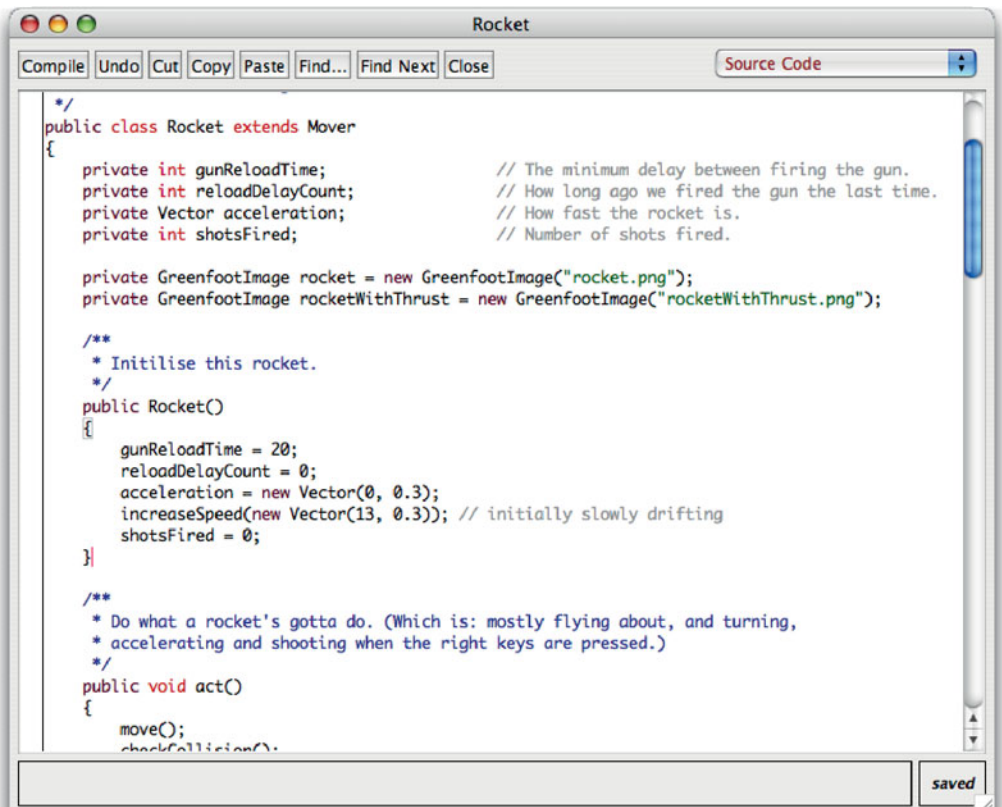 Rocket
Compile Undo Cut Copy Paste Find... Find Next Close Source Code
*/
public class Rocket extends Mover
{
private int gunReloadTime; // The minimum delay between firing the gun.
private int reloadDelayCount; // How long ago we fired the gun the last time.
private Vector acceleration; // How fast the rocket is.
private int shotsFired; // Number of shots fired.
private GreenfootImage rocket = new GreenfootImage("rocket.png");
private GreenfootImage rocketWithThrust = new GreenfootImage("rocketWithThrust.png");
/**
* Initilise this rocket.
*/
public Rocket()
{
gunReloadTime = 20;
reloadDelayCount = 0;
acceleration = new Vector(0, 0.3);
increaseSpeed(new Vector(13, 0.3)); // initially slowly drifting
shotsFired = 0;
}
/**
* Do what a rocket's gotta do. (Which is: mostly flying about, and turning,
* accelerating and shooting when the right keys are pressed.)
*/
public void act()
{
move();
checkCollision();
saved